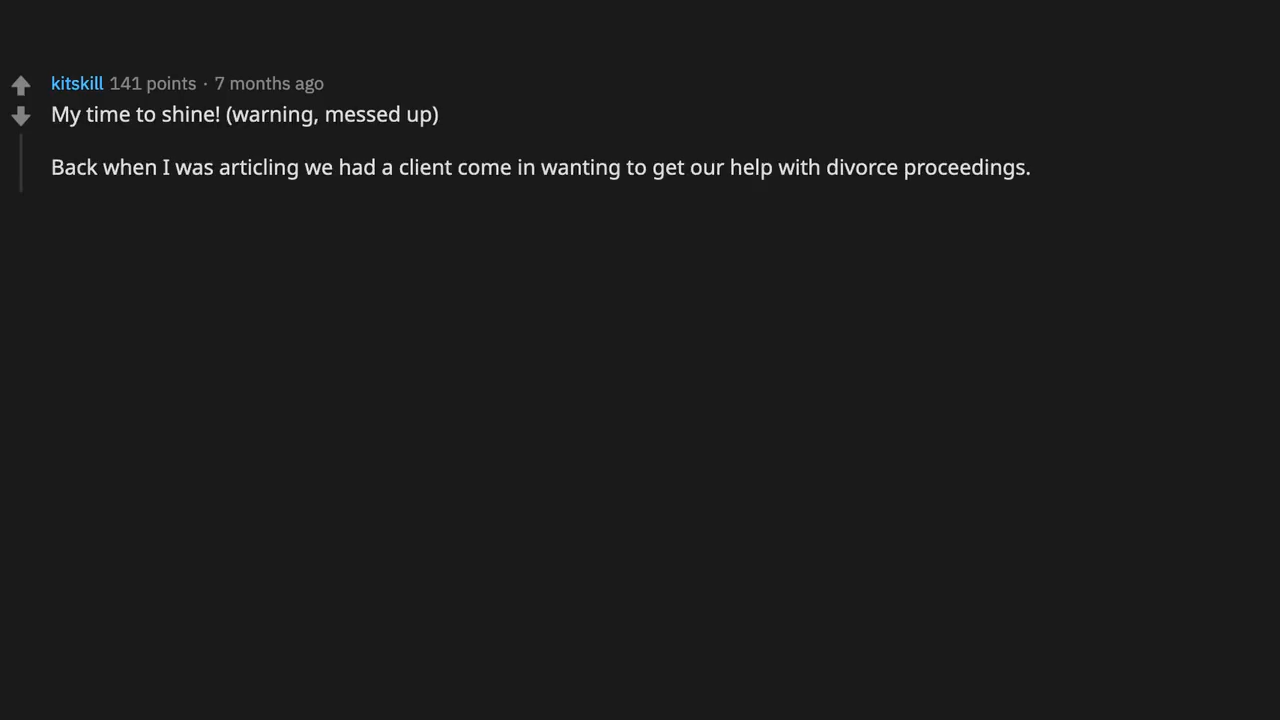 kitskill 141 points · 7 months ago
My time to shine! (warning, messed up)
Back when I was articling we had a client come in wanting to get our help with divorce proceedings.